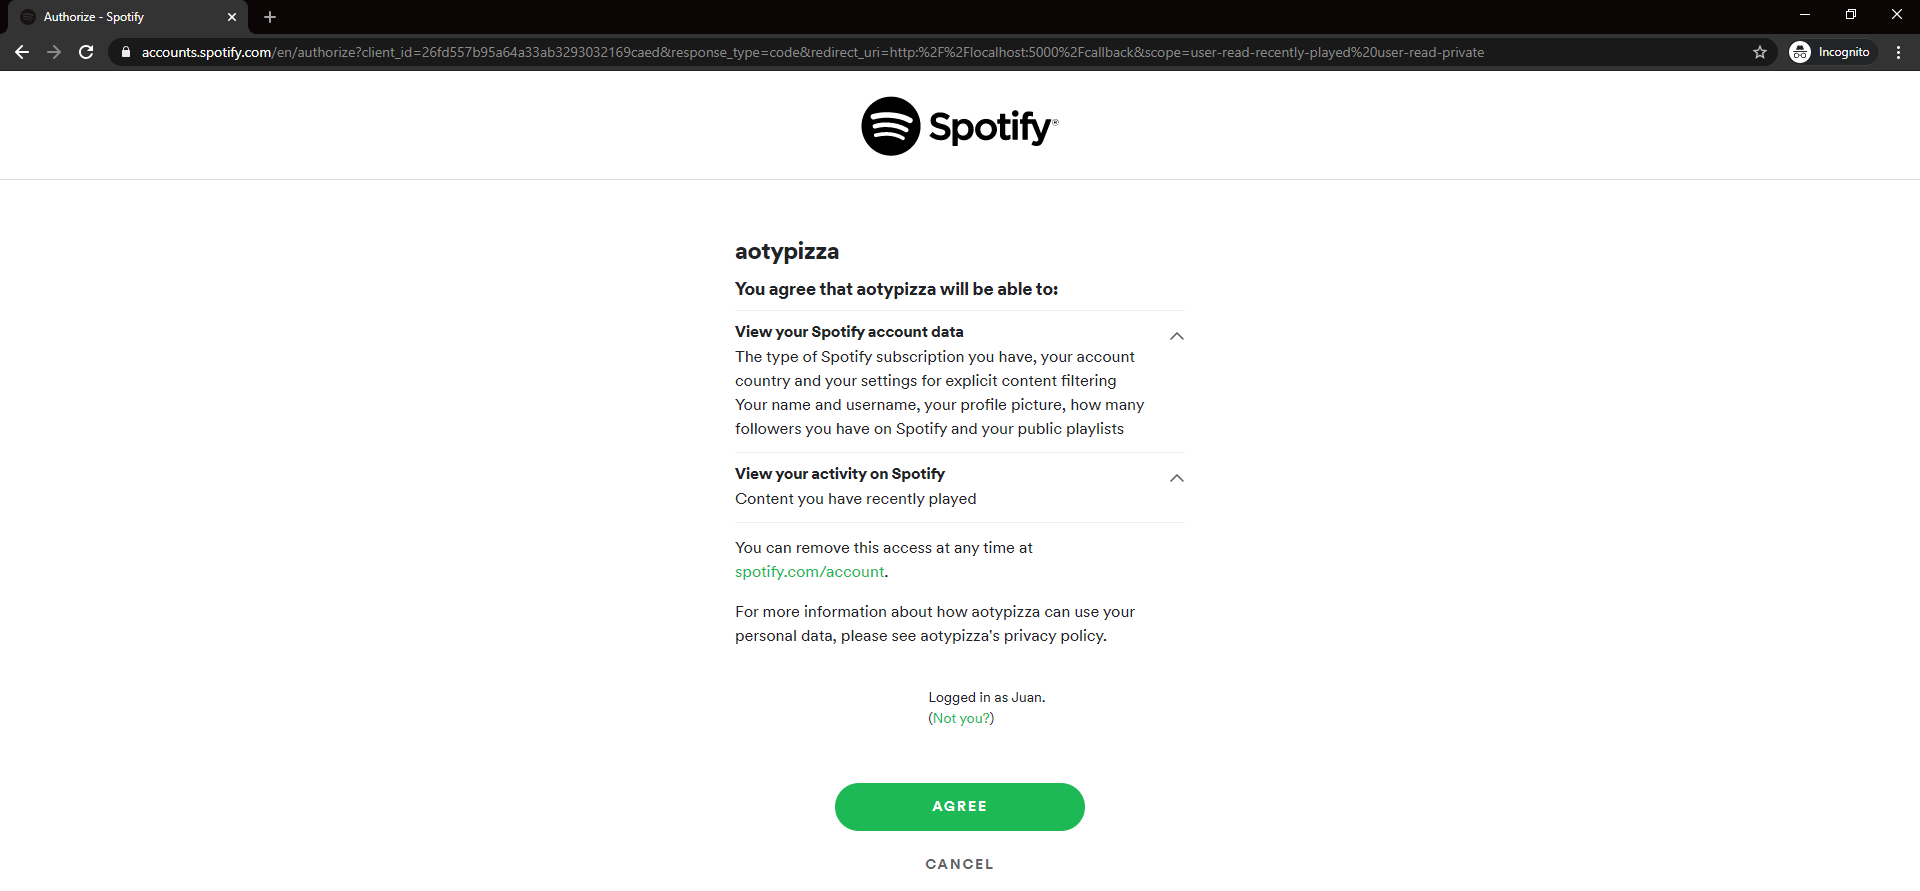 Authorize - Spotify
accounts.spotify.com/en/authorize?client_id=26fd557b95a64a33ab3293032169caed&response_type=code&redirect_uri=http:%2F%2Flocalhost:5000%2Fcallback&scope=user-read-recently-played%20user-read-private
Incognito
Spotify®
aotypizza
You agree that aotypizza will be able to:
View your Spotify account data
The type of Spotify subscription you have, your account
country and your settings for explicit content filtering
Your name and username, your profile picture, how many
followers you have on Spotify and your public playlists
View your activity on Spotify
Content you have recently played
You can remove this access at any time at
spotify.com/account.
For more information about how aotypizza can use your
personal data, please see aotypizza's privacy policy.
Logged in as Juan.
(Not you?)
AGREE
CANCEL